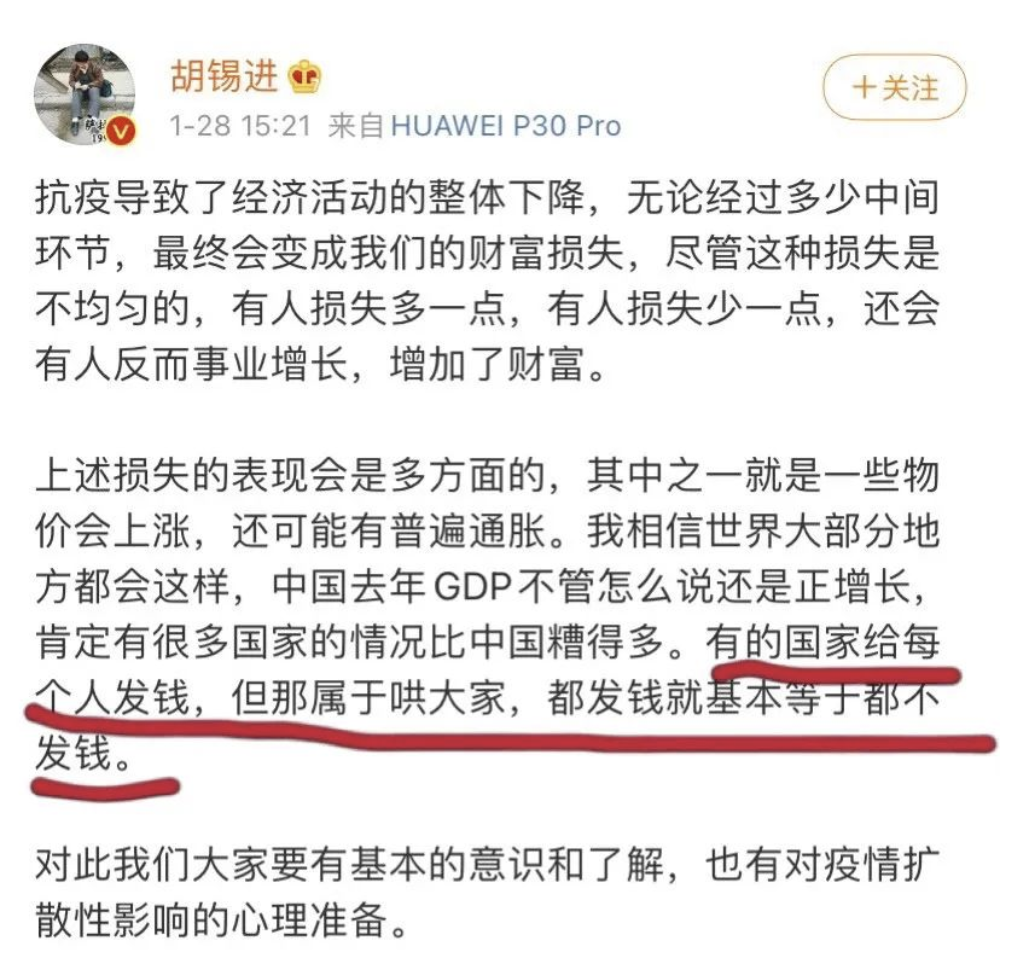 胡锡进
+关注
1-28 15:21 来自 HUAWEI P30 Pro
抗疫导致了经济活动的整体下降，无论经过多少中间
环节，最终会变成我们的财富损失，尽管这种损失是
不均匀的，有人损失多一点，有人损失少一点，还会
有人反而事业增长，增加了财富。
上述损失的表现会是多方面的，其中之一就是一些物
价会上涨，还可能有普遍通胀。我相信世界大部分地
方都会这样，中国去年GDP不管怎么说还是正增长，
肯定有很多国家的情况比中国糟得多。有的国家给每
个人发钱，但那属于哄大家，都发钱就基本等于都不
发钱。
对此我们大家要有基本的意识和了解，也有对疫情扩
散性影响的心理准备。